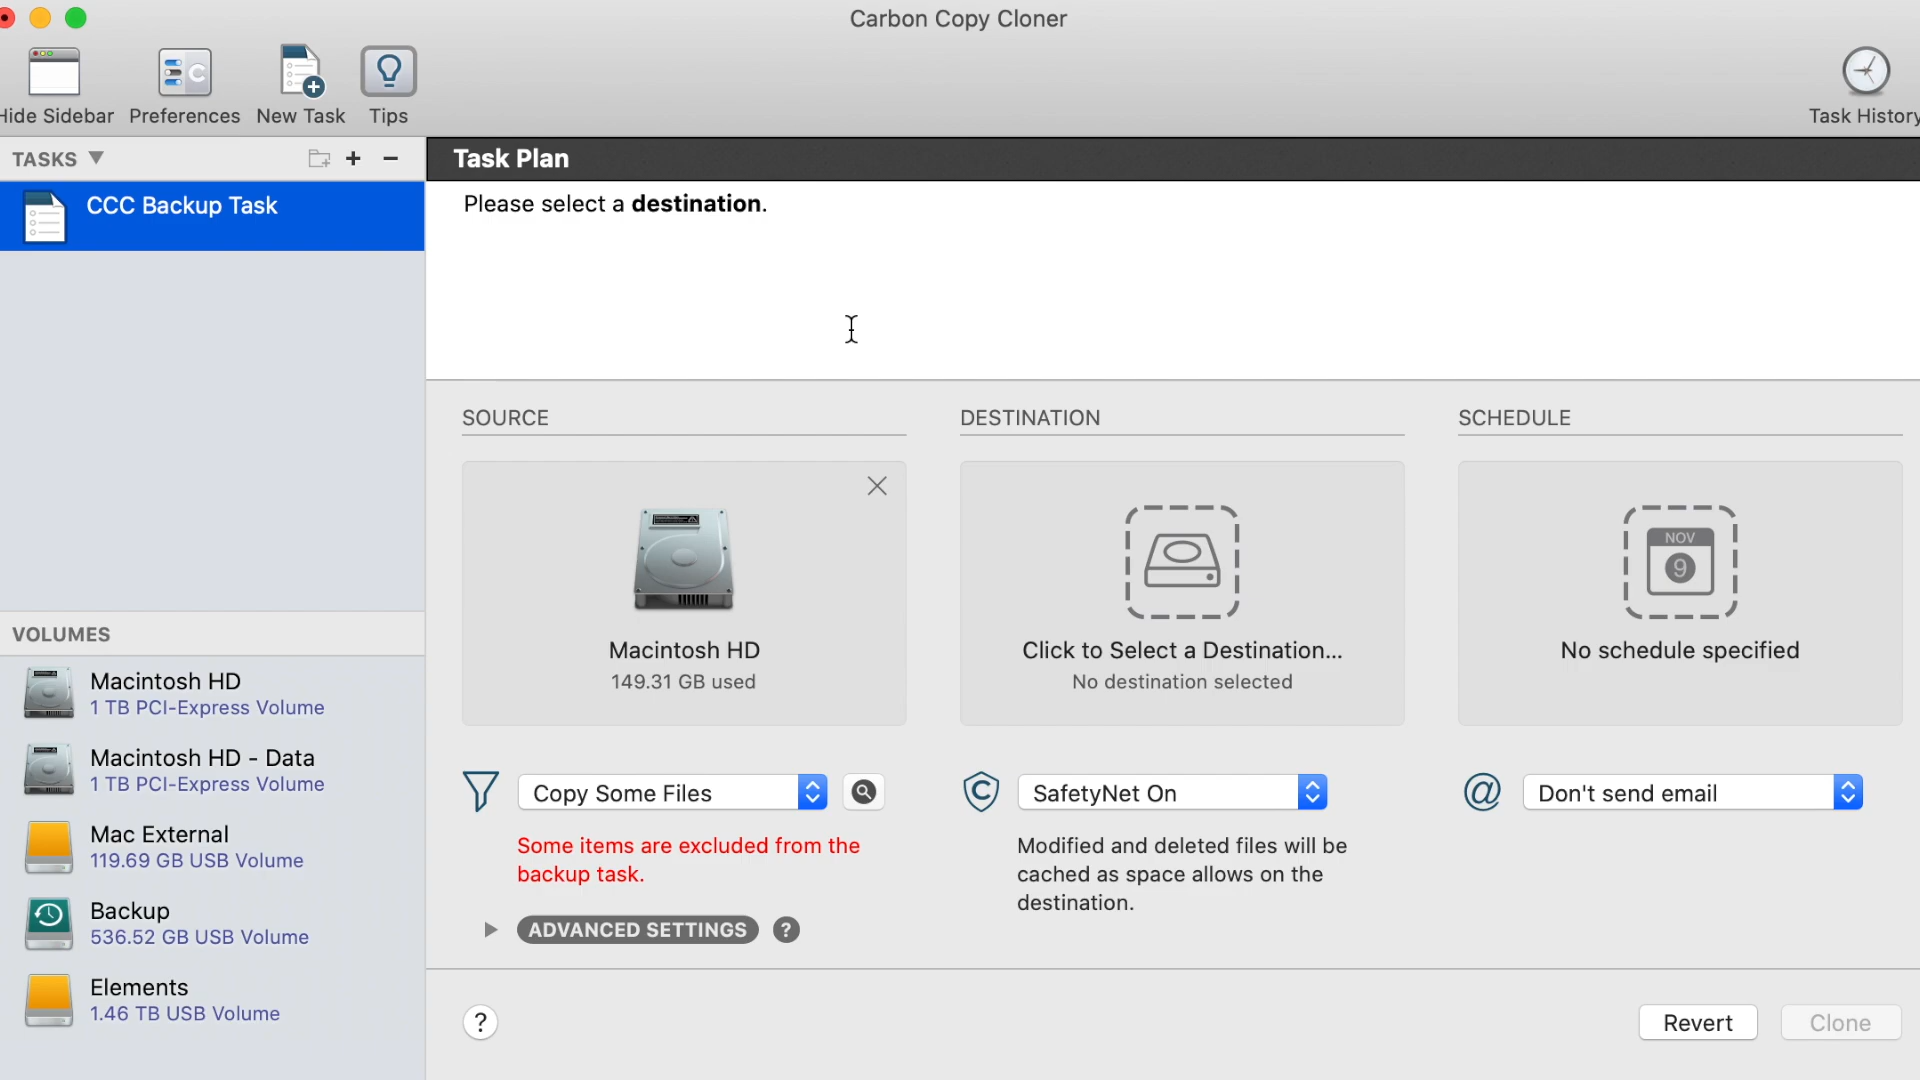 Carbon Copy Cloner
Hide Sidebar
Preferences
New Task
Tips
Task History
TASKS
CCC Backup Task
Task Plan
Please select a destination.
SOURCE
Macintosh HD
149.31 GB used
Copy Some Files
Some items are excluded from the
backup task.
ADVANCED SETTINGS
?
DESTINATION
Click to Select a Destination...
No destination selected
SafetyNet On
Modified and deleted files will be
cached as space allows on the
destination.
SCHEDULE
NOV
9
No schedule specified
Don't send email
VOLUMES
Macintosh HD
1 TB PCI-Express Volume
Macintosh HD - Data
1 TB PCI-Express Volume
Mac External
119.69 GB USB Volume
Backup
536.52 GB USB Volume
Elements
1.46 TB USB Volume
?
Revert
Clone